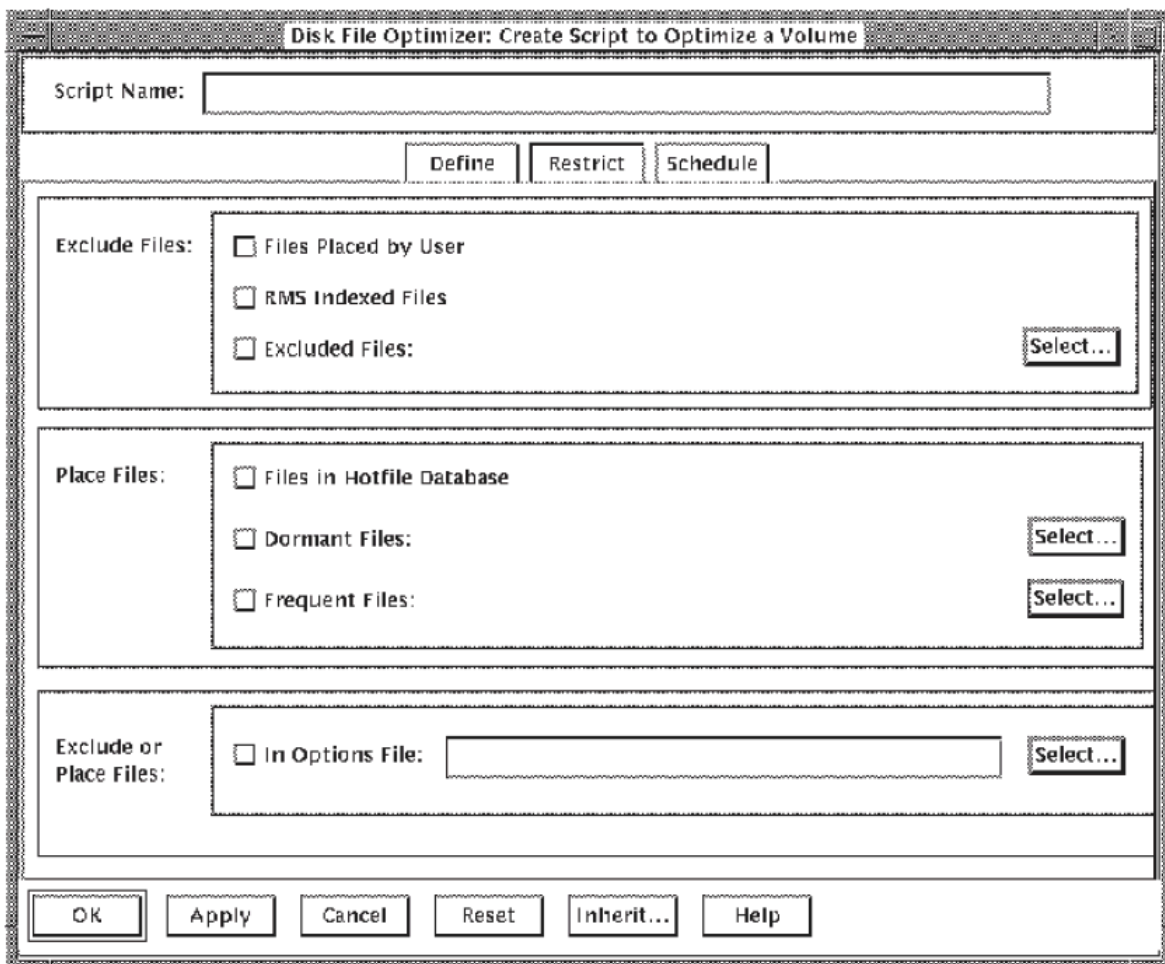 Disk File Optimizer: Create Script to Optimize a Volume
Script Name:
Define Restrict Schedule
Exclude Files:
Files Placed by User
RMS Indexed Files
Excluded Files: Select...
Place Files:
Files in Hotfile Database
Dormant Files: Select...
Frequent Files: Select...
Exclude or
Place Files:
In Options File: Select...
OK Apply Cancel Reset Inherit... Help